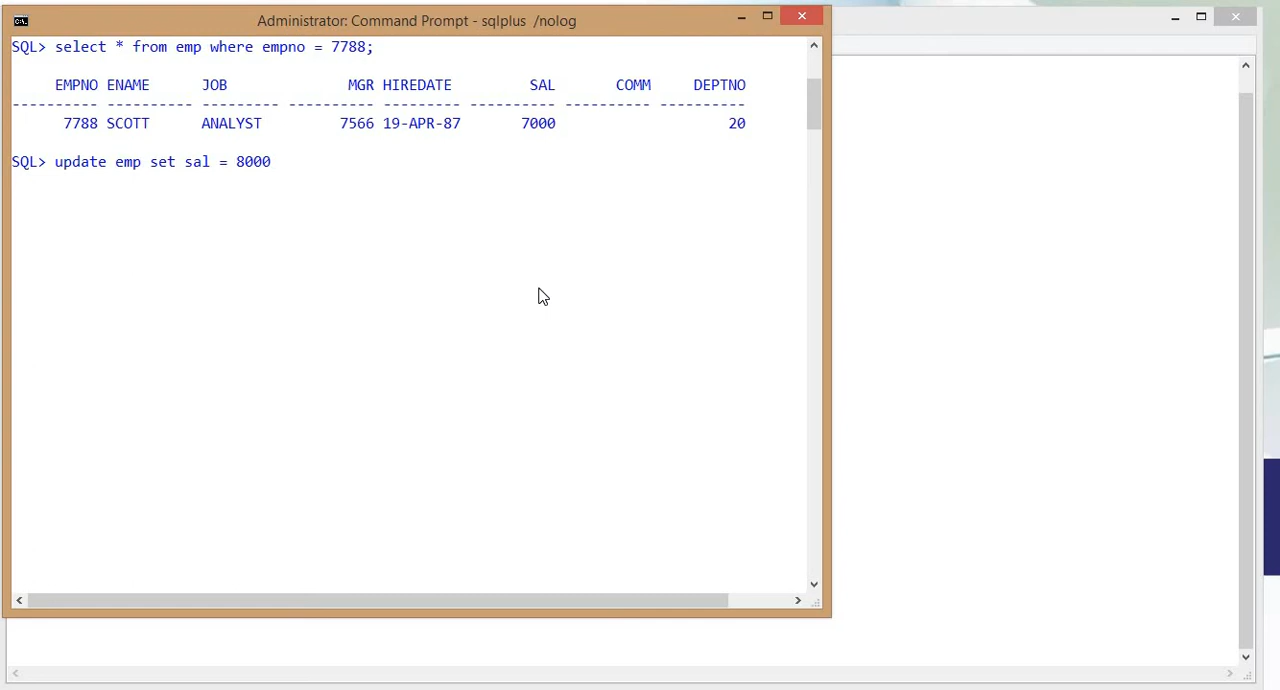 Administrator: Command Prompt - sqlplus /nolog
SQL> select * from emp where empno = 7788;
     EMPNO ENAME      JOB              MGR HIREDATE         SAL       COMM     DEPTNO
---------- ---------- --------- ---------- --------- ---------- ---------- ----------
      7788 SCOTT      ANALYST         7566 19-APR-87       7000                    20
SQL> update emp set sal = 8000